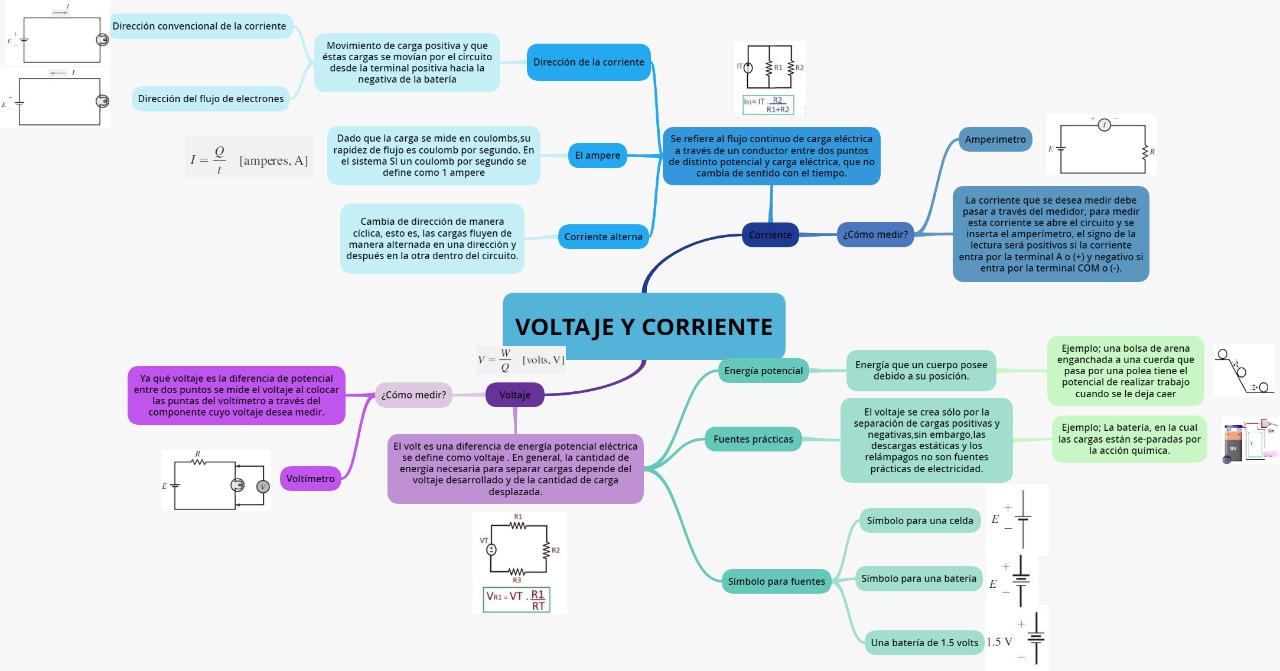 I
E
+
−
Dirección convencional de la corriente
I
E
+
−
Dirección del flujo de electrones
Movimiento de carga positiva y que
éstas cargas se movían por el circuito
desde la terminal positiva hacia la
negativa de la batería
Dirección de la corriente
I = Q/t [amperes, A]
Dado que la carga se mide en coulombs,su
rapidez de flujo es coulomb por segundo. En
el sistema SI un coulomb por segundo se
define como 1 ampere
El ampere
Cambia de dirección de manera
cíclica, esto es, las cargas fluyen de
manera alternada en una dirección y
después en la otra dentro del circuito.
Corriente alterna
IT
R1
R2
IR1= IT . R2
R1+R2
Se refiere al flujo continuo de carga eléctrica
a través de un conductor entre dos puntos
de distinto potencial y carga eléctrica, que no
cambia de sentido con el tiempo.
Corriente
¿Cómo medir?
Amperimetro
+ I −
E
R
La corriente que se desea medir debe
pasar a través del medidor, para medir
esta corriente se abre el circuito y se
inserta el amperímetro, el signo de la
lectura será positivos si la corriente
entra por la terminal A o (+) y negativo si
entra por la terminal COM o (-).
VOLTAJE Y CORRIENTE
V = W/Q [volts, V]
Voltaje
¿Cómo medir?
Ya qué voltaje es la diferencia de potencial
entre dos puntos se mide el voltaje al colocar
las puntas del voltímetro a través del
componente cuyo voltaje desea medir.
Voltímetro
R
E
V
El volt es una diferencia de energía potencial eléctrica
se define como voltaje . En general, la cantidad de
energía necesaria para separar cargas depende del
voltaje desarrollado y de la cantidad de carga
desplazada.
R1
VT
R2
R3
VR1 = VT . R1
RT
Energía potencial
Energía que un cuerpo posee
debido a su posición.
Ejemplo; una bolsa de arena
enganchada a una cuerda que
pasa por una polea tiene el
potencial de realizar trabajo
cuando se le deja caer
Fuentes prácticas
El voltaje se crea sólo por la
separación de cargas positivas y
negativas,sin embargo,las
descargas estáticas y los
relámpagos no son fuentes
prácticas de electricidad.
Ejemplo; La batería, en la cual
las cargas están se-paradas por
la acción química.
Símbolo para fuentes
Símbolo para una celda
E
+
−
Símbolo para una batería
E
+
−
Una batería de 1.5 volts
1.5 V
+
−